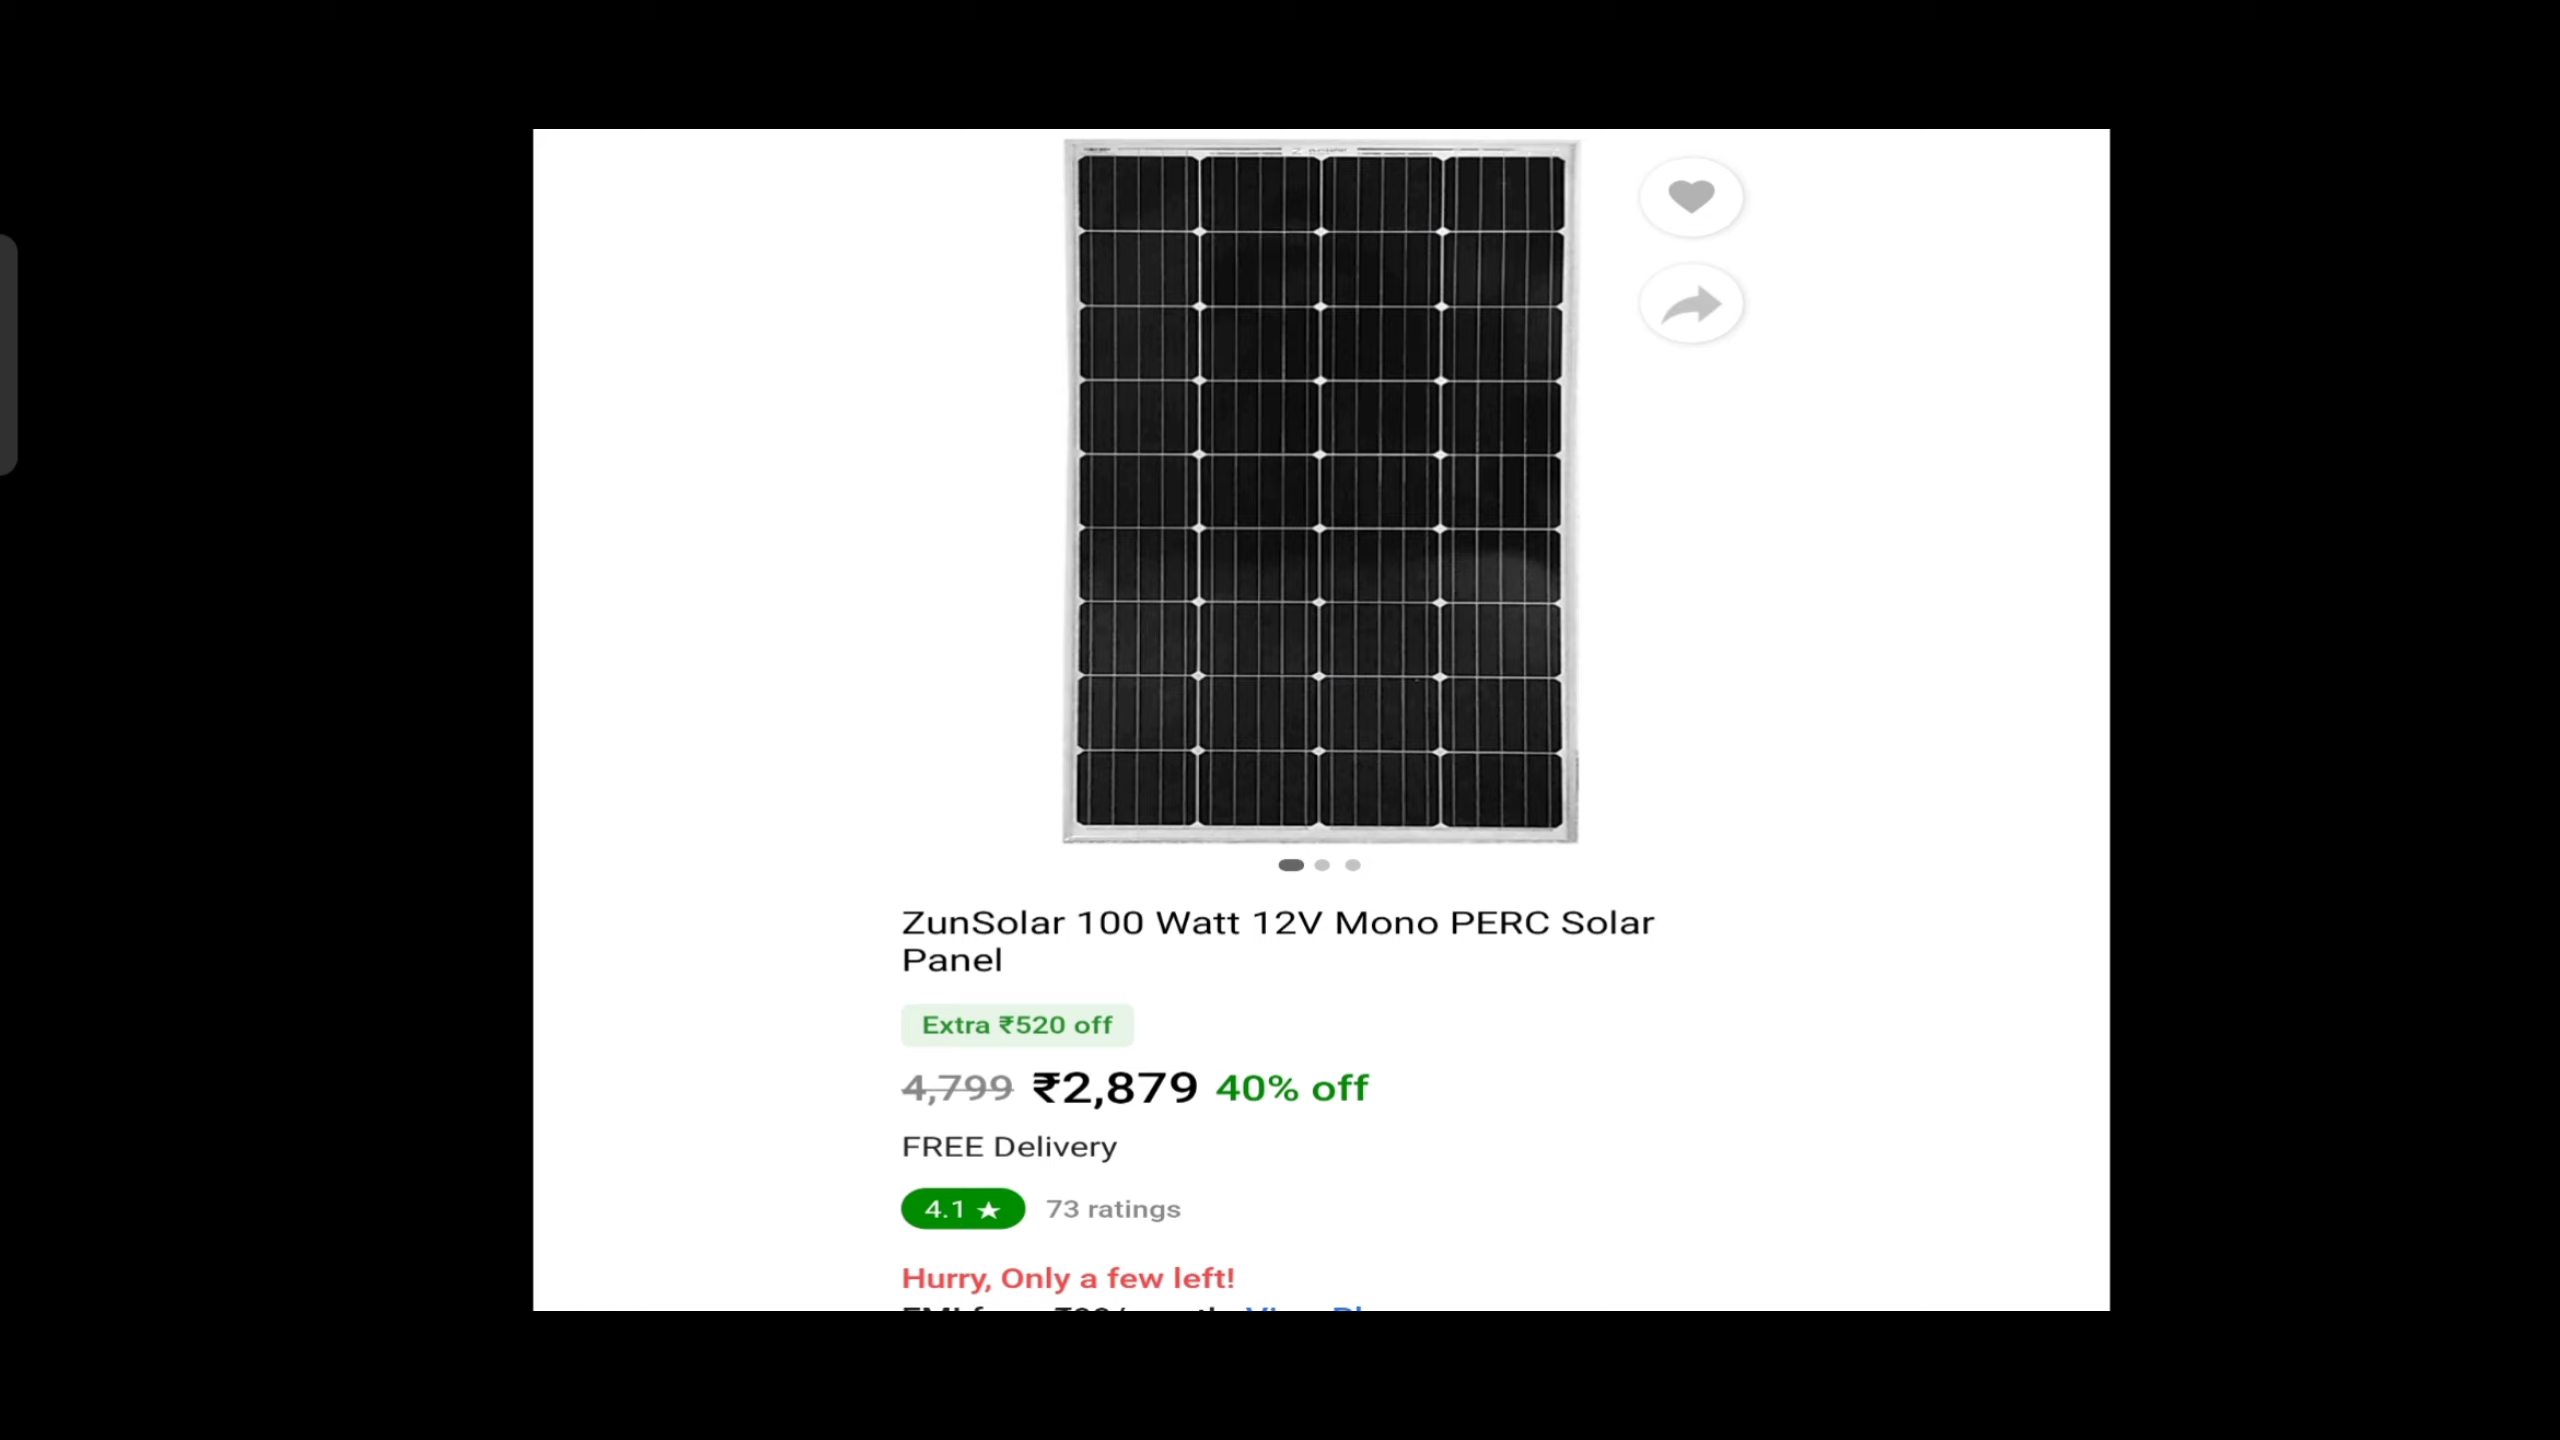 ZunSolar 100 Watt 12V Mono PERC Solar
Panel
Extra ₹520 off
4,799 ₹2,879 40% off
FREE Delivery
4.1 ★ 73 ratings
Hurry, Only a few left!